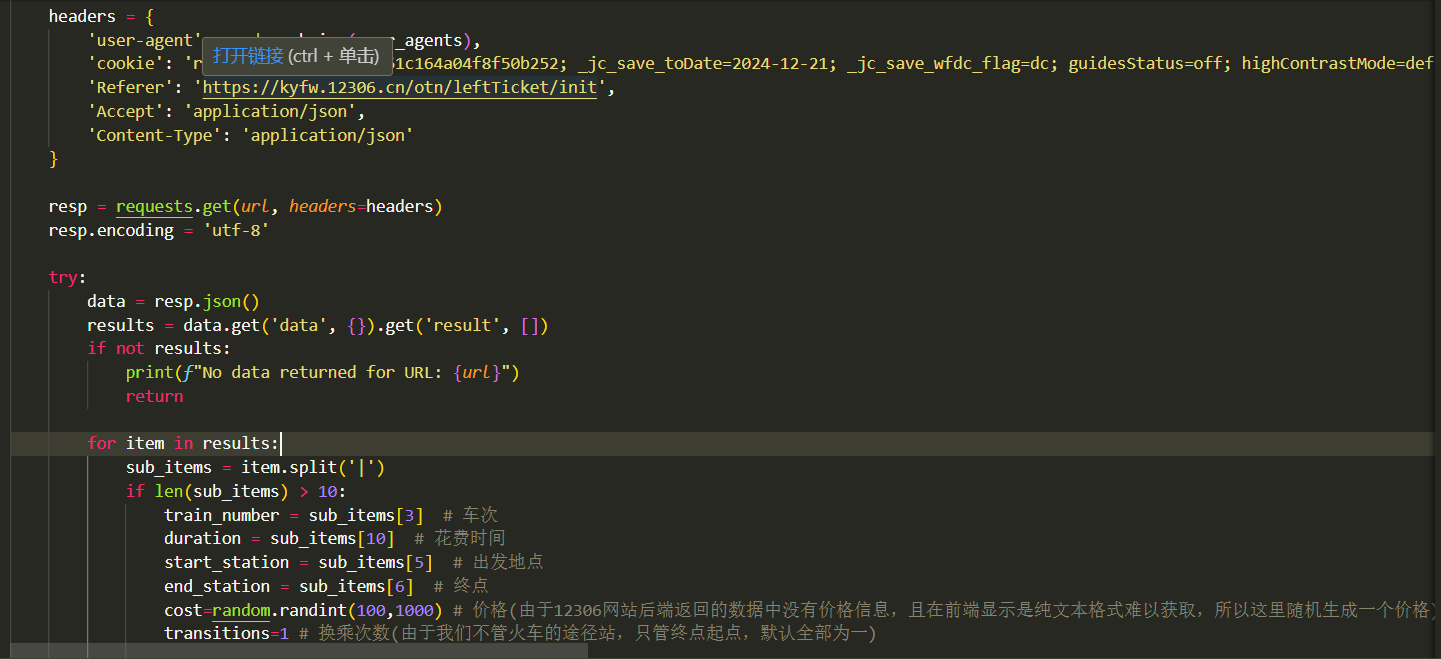 headers = {
'user-agent' _agents),
打开链接 (ctrl + 单击)
'cookie': 'r 51c164a04f8f50b252; _jc_save_toDate=2024-12-21; _jc_save_wfdc_flag=dc; guidesStatus=off; highContrastMode=def
'Referer': 'https://kyfw.12306.cn/otn/leftTicket/init',
'Accept': 'application/json',
'Content-Type': 'application/json'
}
resp = requests.get(url, headers=headers)
resp.encoding = 'utf-8'
try:
data = resp.json()
results = data.get('data', {}).get('result', [])
if not results:
print(f"No data returned for URL: {url}")
return
for item in results:
sub_items = item.split('|')
if len(sub_items) > 10:
train_number = sub_items[3] # 车次
duration = sub_items[10] # 花费时间
start_station = sub_items[5] # 出发地点
end_station = sub_items[6] # 终点
cost=random.randint(100,1000) # 价格(由于12306网站后端返回的数据中没有价格信息，且在前端显示是纯文本格式难以获取，所以这里随机生成一个价格)
transitions=1 # 换乘次数(由于我们不管火车的途径站，只管终点起点，默认全部为一)